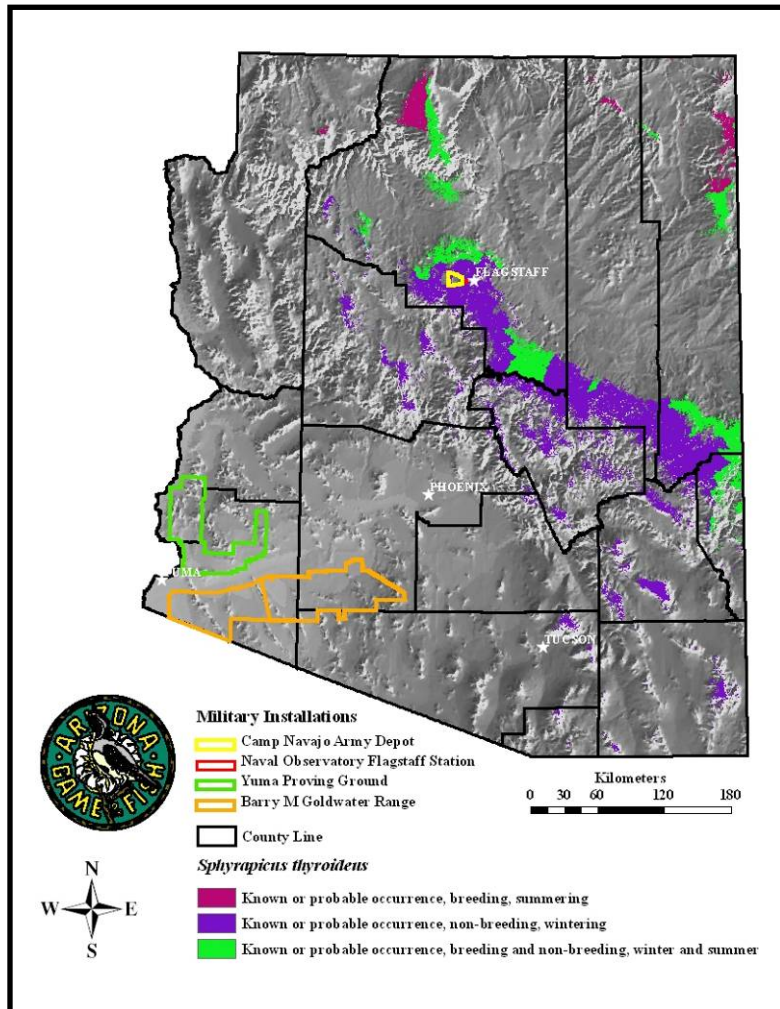 FLAGSTAFF
PHOENIX
YUMA
TUCSON
ARIZONA
GAME & FISH
Military Installations
Camp Navajo Army Depot
Naval Observatory Flagstaff Station
Yuma Proving Ground
Barry M Goldwater Range
County Line
Kilometers
0 15 30 60 120 180
N
W E
S
Sphyrapicus thyroideus
Known or probable occurrence, breeding, summering
Known or probable occurrence, non-breeding, wintering
Known or probable occurrence, breeding and non-breeding, winter and summer